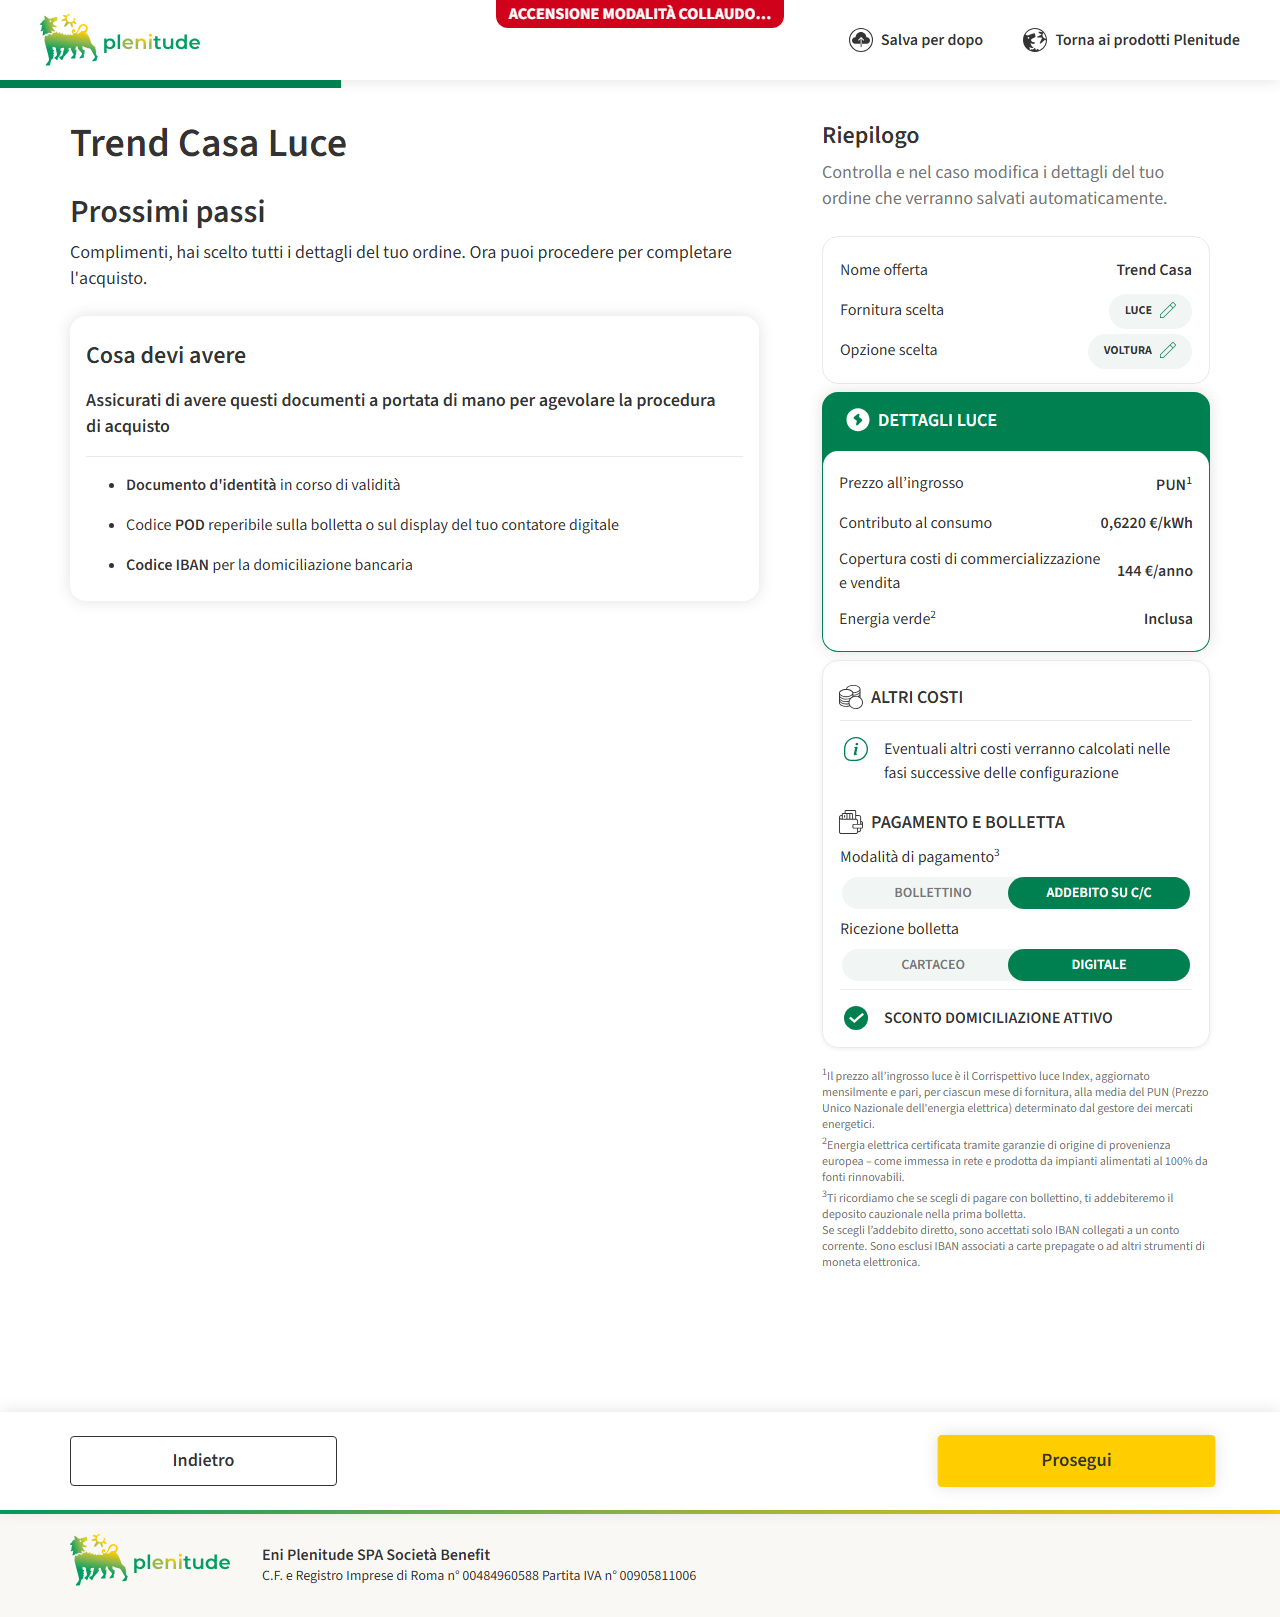 ACCENSIONE MODALITÀ COLLAUDO...
plenitude
Salva per dopo
Torna ai prodotti Plenitude
Trend Casa Luce
Prossimi passi
Complimenti, hai scelto tutti i dettagli del tuo ordine. Ora puoi procedere per completare
l'acquisto.
Cosa devi avere
Assicurati di avere questi documenti a portata di mano per agevolare la procedura
di acquisto
• Documento d'identità in corso di validità
• Codice POD reperibile sulla bolletta o sul display del tuo contatore digitale
• Codice IBAN per la domiciliazione bancaria
Riepilogo
Controlla e nel caso modifica i dettagli del tuo
ordine che verranno salvati automaticamente.
Nome offerta Trend Casa
Fornitura scelta LUCE
Opzione scelta VOLTURA
DETTAGLI LUCE
Prezzo all’ingrosso PUN¹
Contributo al consumo 0,6220 €/kWh
Copertura costi di commercializzazione
e vendita 144 €/anno
Energia verde² Inclusa
ALTRI COSTI
Eventuali altri costi verranno calcolati nelle
fasi successive delle configurazione
PAGAMENTO E BOLLETTA
Modalità di pagamento³
BOLLETTINO ADDEBITO SU C/C
Ricezione bolletta
CARTACEO DIGITALE
SCONTO DOMICILIAZIONE ATTIVO
¹Il prezzo all’ingrosso luce è il Corrispettivo luce Index, aggiornato
mensilmente e pari, per ciascun mese di fornitura, alla media del PUN (Prezzo
Unico Nazionale dell'energia elettrica) determinato dal gestore dei mercati
energetici.
²Energia elettrica certificata tramite garanzie di origine di provenienza
europea – come immessa in rete e prodotta da impianti alimentati al 100% da
fonti rinnovabili.
³Ti ricordiamo che se scegli di pagare con bollettino, ti addebiteremo il
deposito cauzionale nella prima bolletta.
Se scegli l’addebito diretto, sono accettati solo IBAN collegati a un conto
corrente. Sono esclusi IBAN associati a carte prepagate o ad altri strumenti di
moneta elettronica.
Indietro
Prosegui
plenitude
Eni Plenitude SPA Società Benefit
C.F. e Registro Imprese di Roma n° 00484960588 Partita IVA n° 00905811006